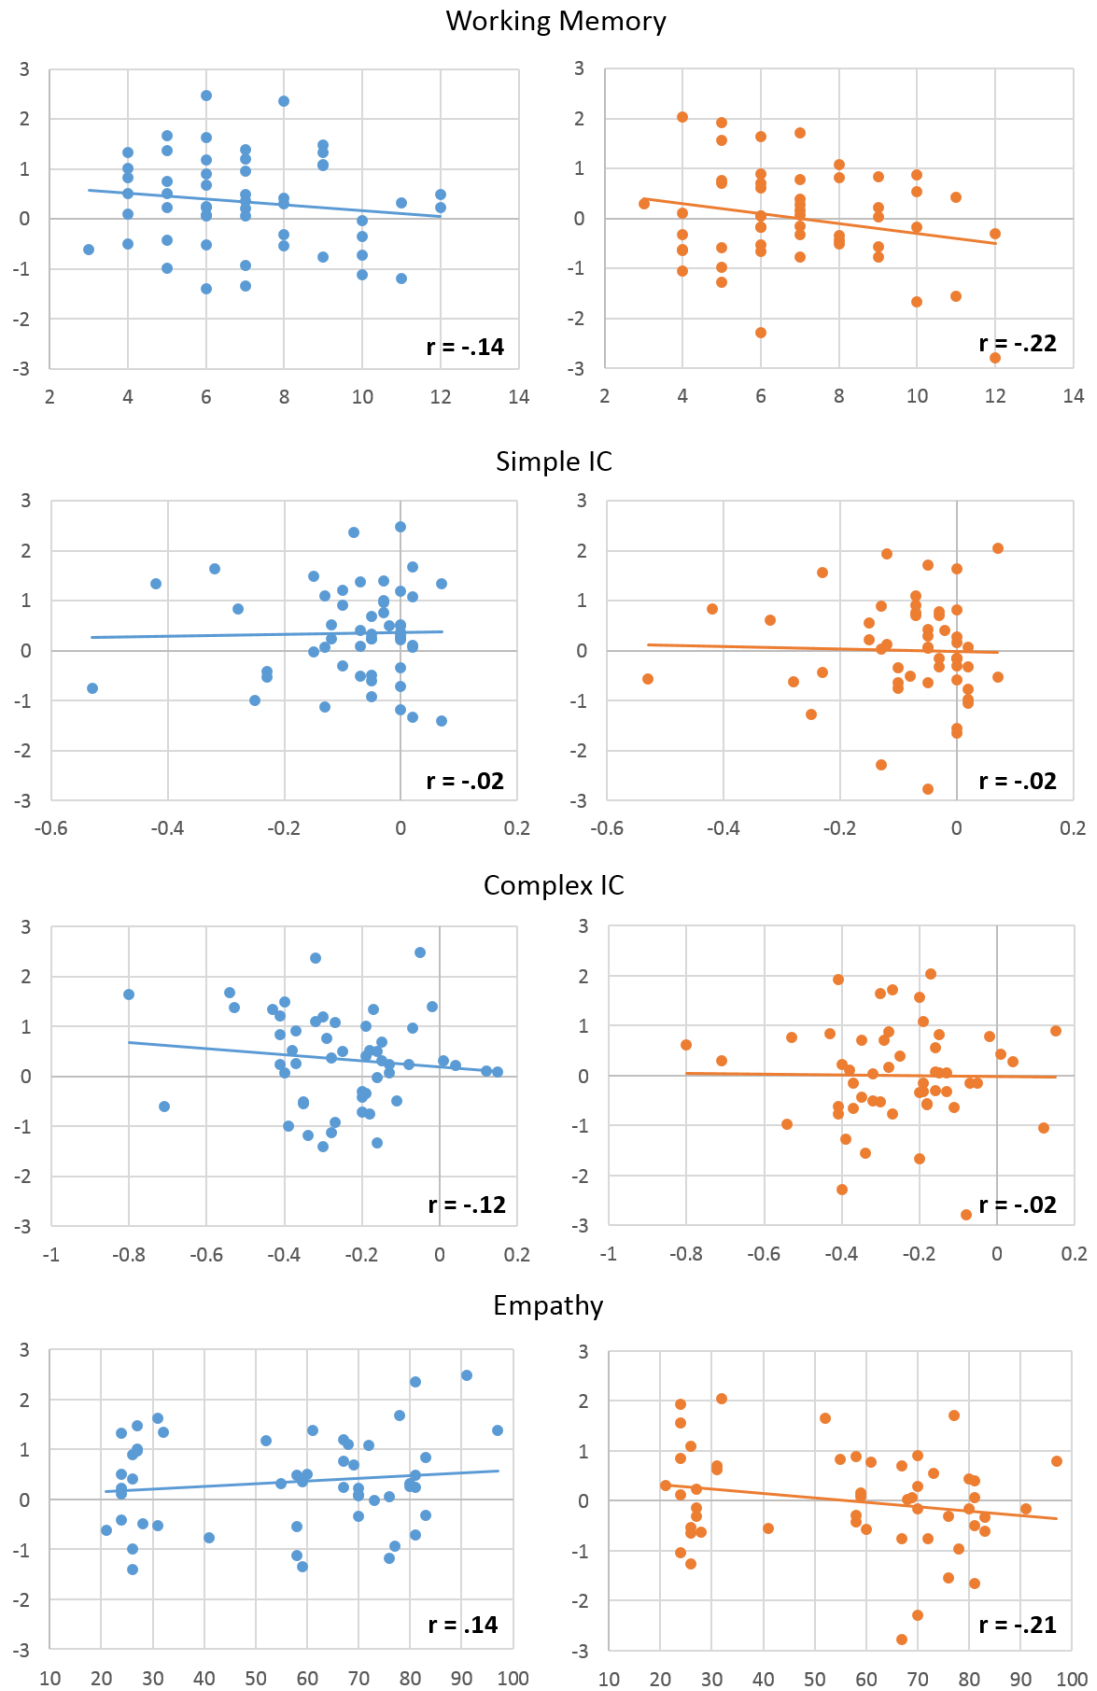 Working Memory
3 3
2 2
1 1
0 0
-1 -1
-2 -2
r = -.14 r = -.22
-3 -3
2 4 6 8 10 12 14 2 4 6 8 10 12 14
Simple IC
3 3
2 2
1 1
0 0
-1 -1
-2 -2
r = -.02 r = -.02
-3 -3
-0.6 -0.4 -0.2 0 0.2 -0.6 -0.4 -0.2 0 0.2
Complex IC
3 3
2 2
1 1
0 0
-1 -1
-2 -2
r = -.12 r = -.02
-3 -3
-1 -0.8 -0.6 -0.4 -0.2 0 0.2 -1 -0.8 -0.6 -0.4 -0.2 0 0.2
Empathy
3 3
2 2
1 1
0 0
-1 -1
-2 -2
r = .14 r = -.21
-3 -3
10 20 30 40 50 60 70 80 90 100 10 20 30 40 50 60 70 80 90 100